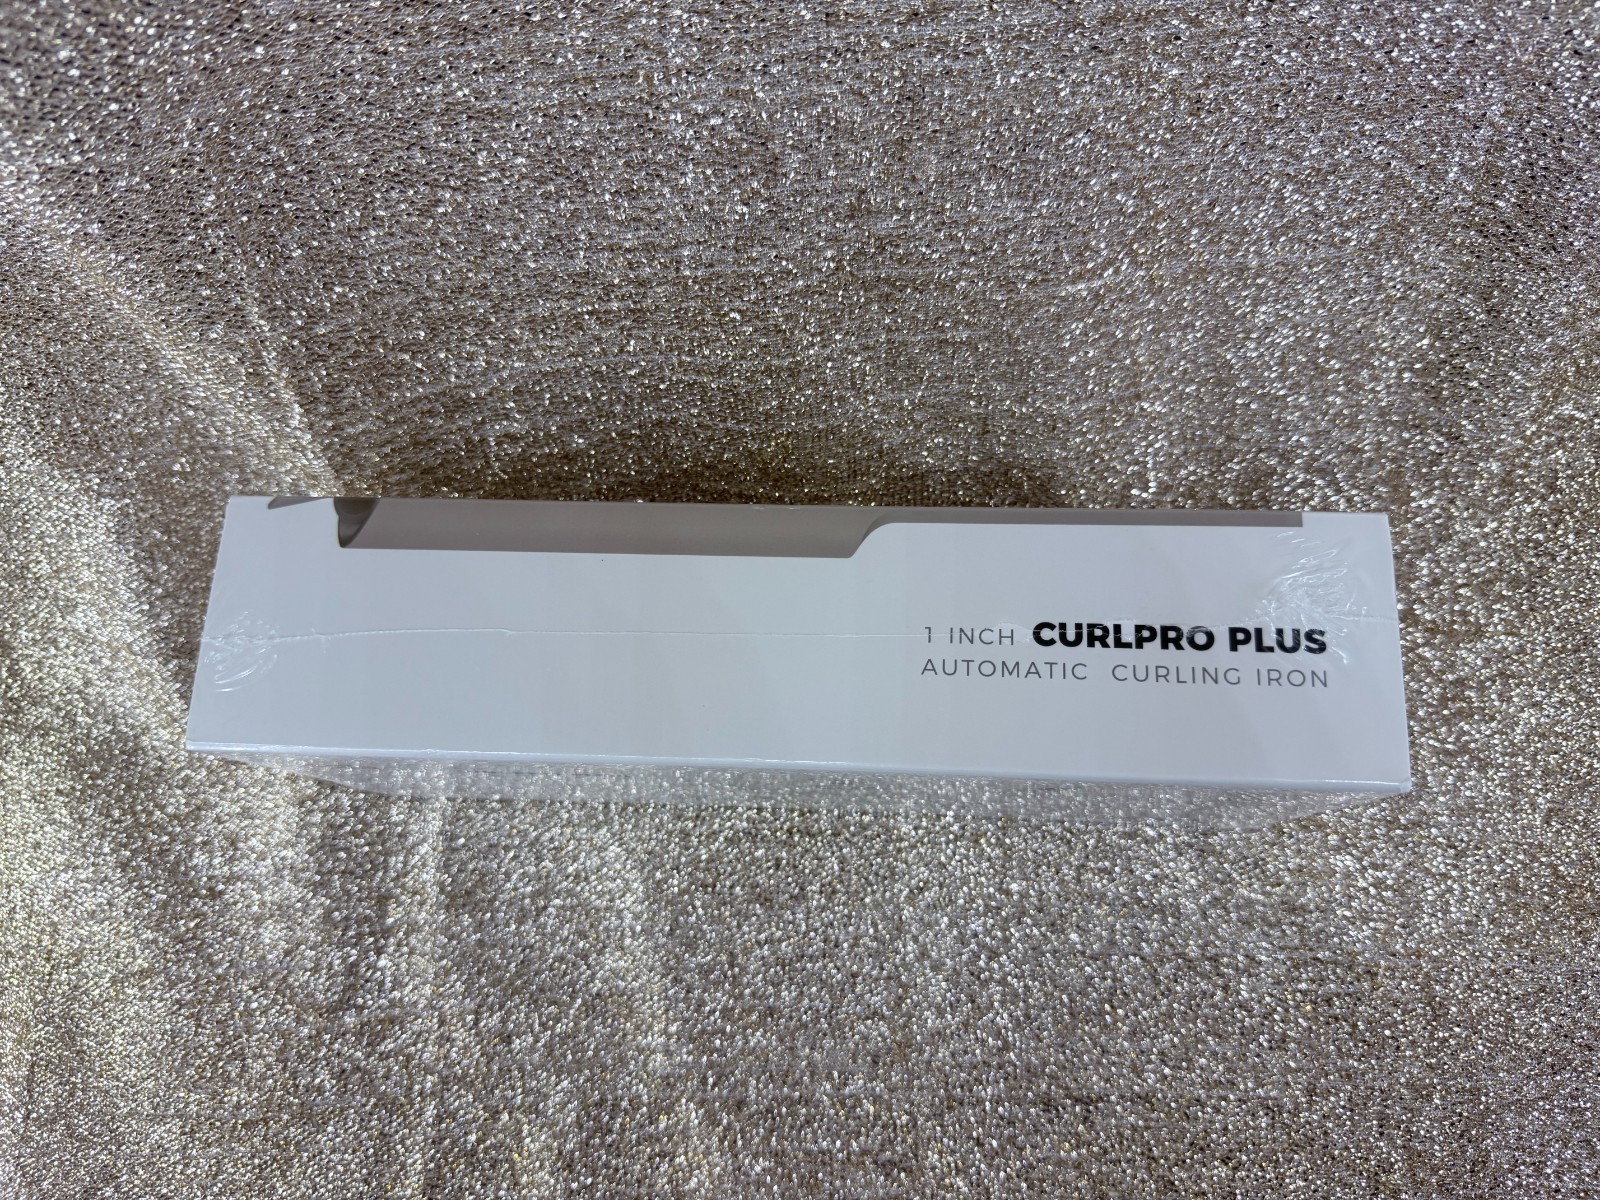 1 INCH CURLPRO PLUS
AUTOMATIC CURLING IRON